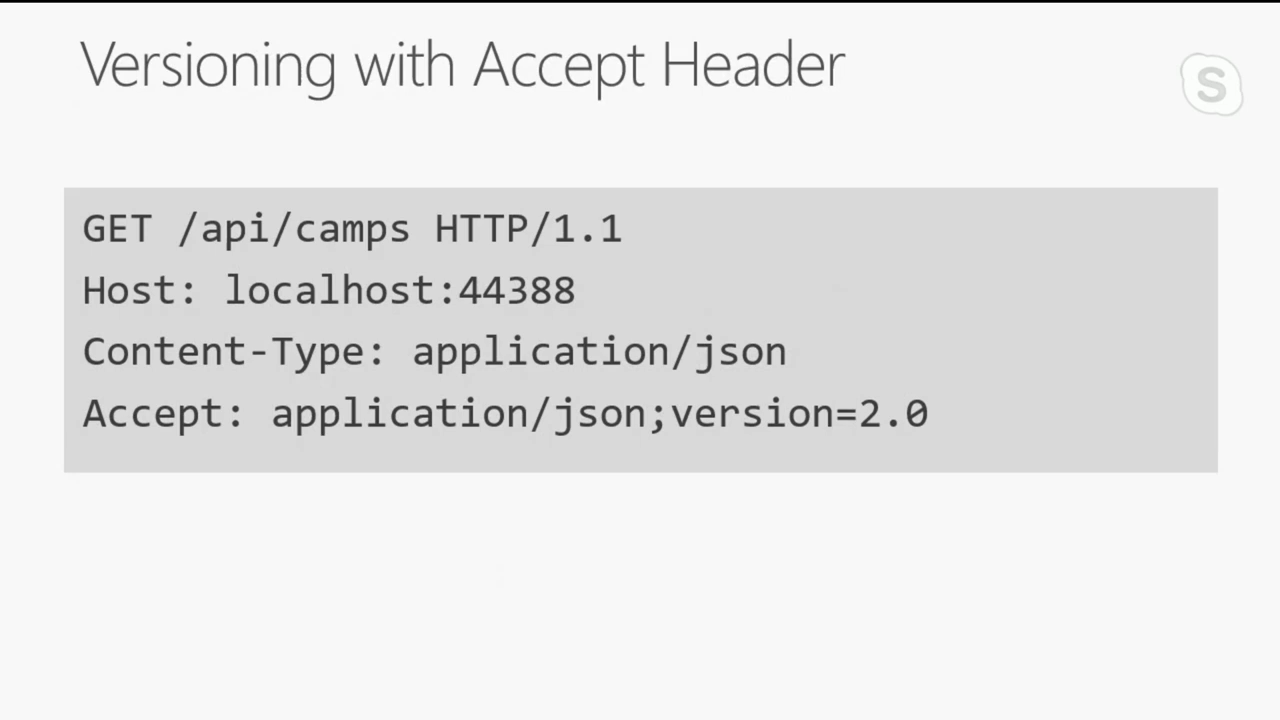 Versioning with Accept Header
S
GET /api/camps HTTP/1.1
Host: localhost:44388
Content-Type: application/json
Accept: application/json;version=2.0